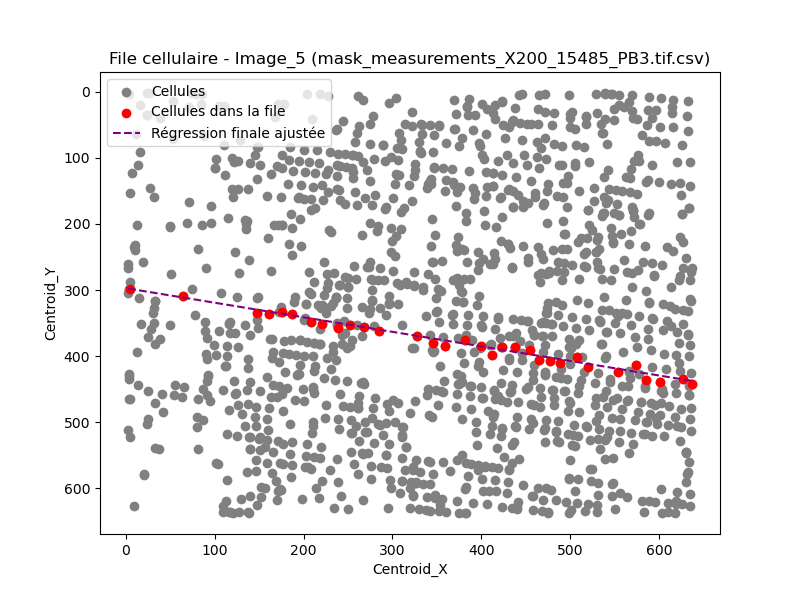 File cellulaire - Image_5 (mask_measurements_X200_15485_PB3.tif.csv)
Cellules
Cellules dans la file
Régression finale ajustée
0
100
200
300
400
500
600
Centroid_Y
0 100 200 300 400 500 600
Centroid_X